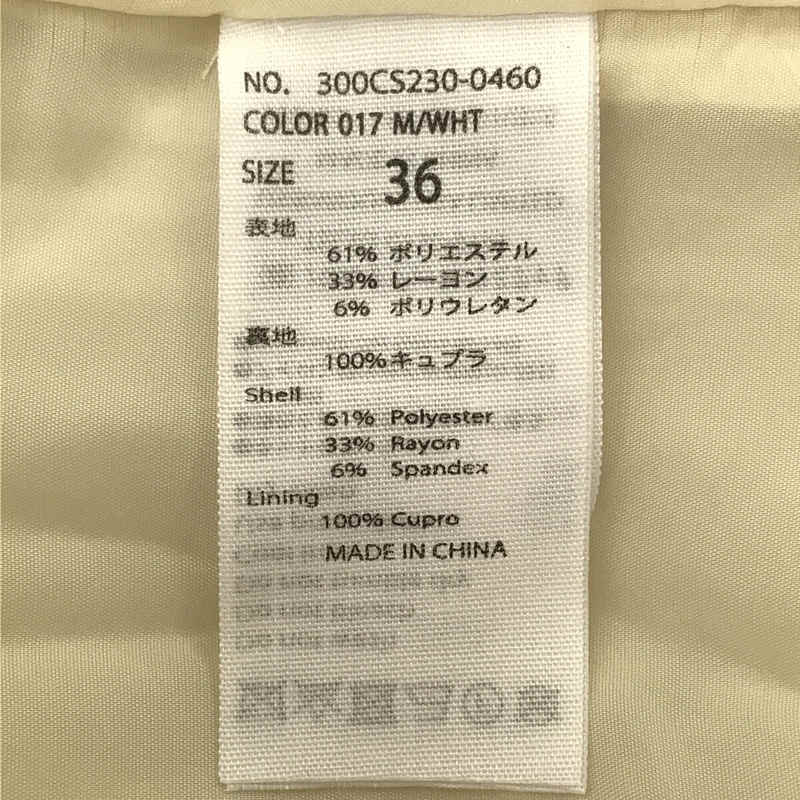 NO. 300CS230-0460
COLOR 017 M/WHT
SIZE 36
表地
61% ポリエステル
33% レーヨン
6% ポリウレタン
裏地
100% キュプラ
Shell
61% Polyester
33% Rayon
6% Spandex
Lining
100% Cupro
MADE IN CHINA